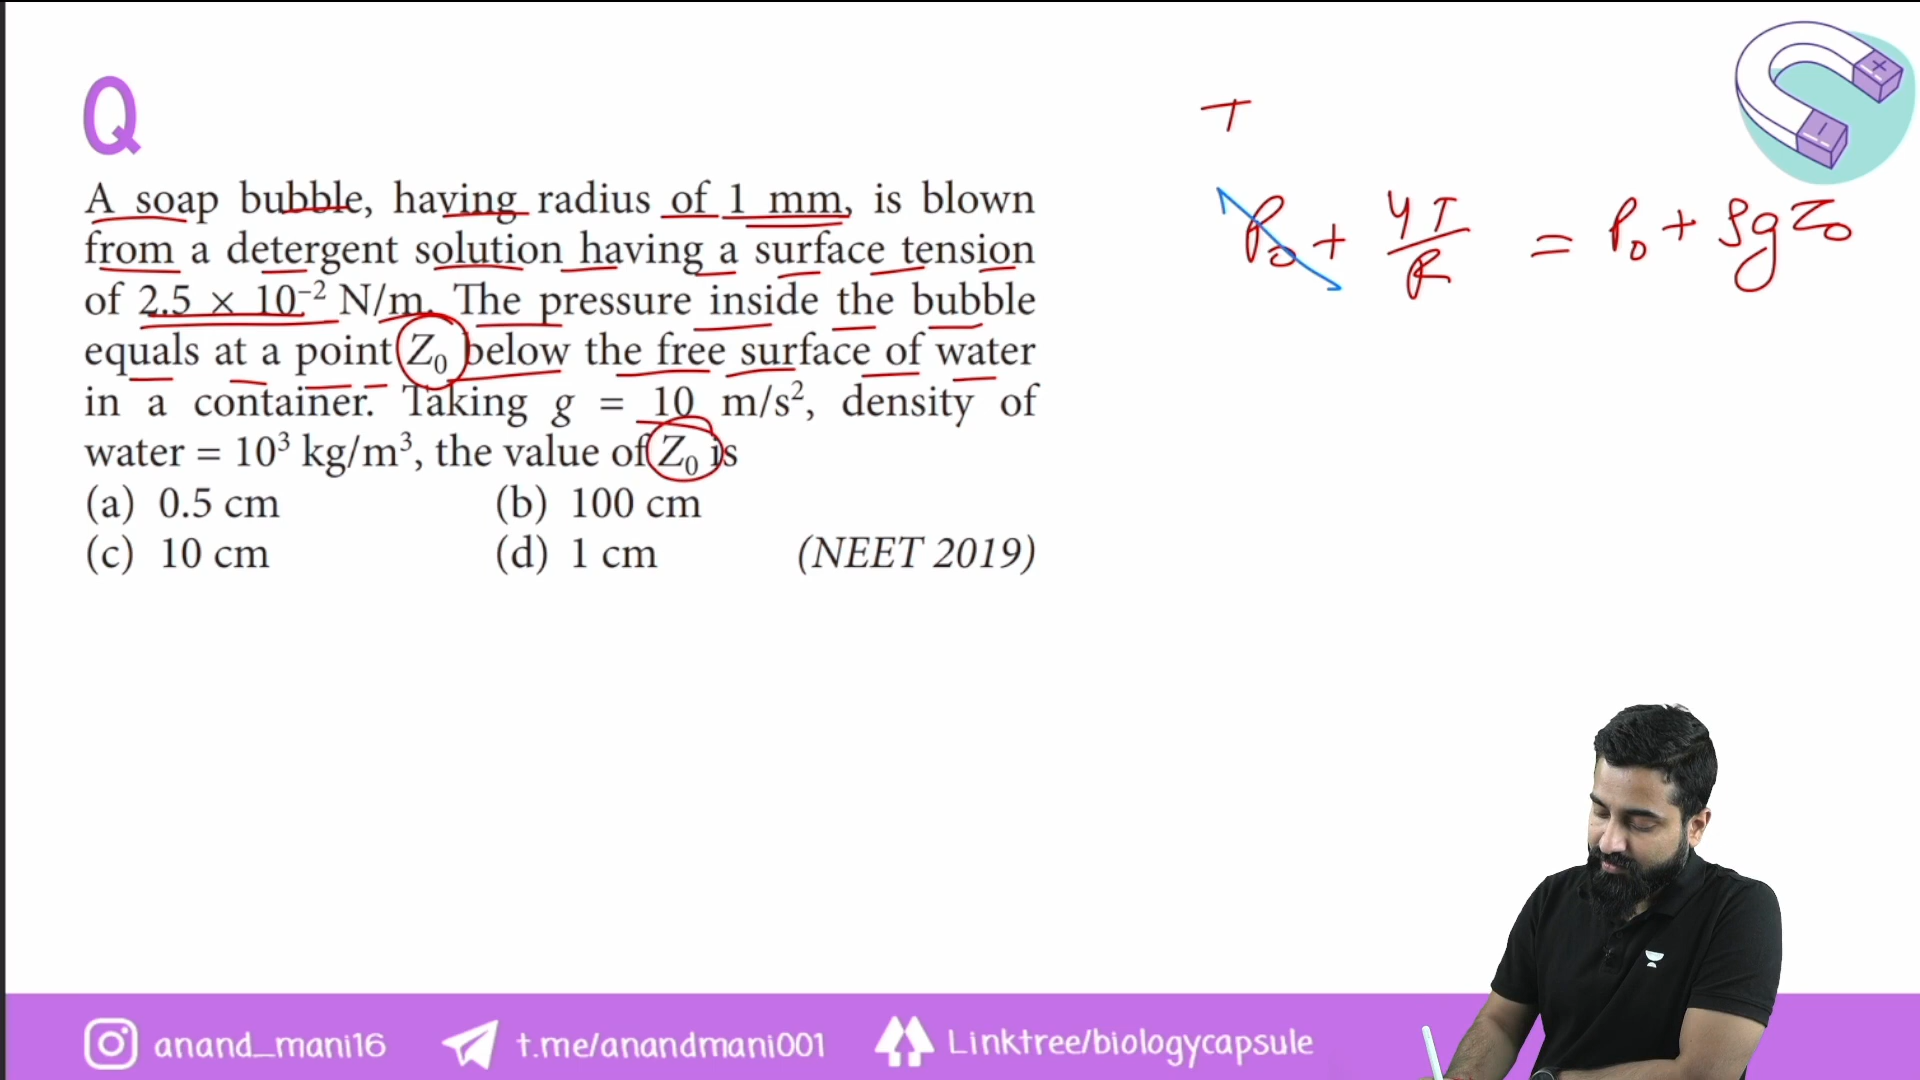 Q
T
P₀ + 4T/R = P₀ + ρgZ₀
A soap bubble, having radius of 1 mm, is blown
from a detergent solution having a surface tension
of 2.5 × 10⁻² N/m. The pressure inside the bubble
equals at a point Z₀ below the free surface of water
in a container. Taking g = 10 m/s², density of
water = 10³ kg/m³, the value of Z₀ is
(a) 0.5 cm (b) 100 cm
(c) 10 cm (d) 1 cm (NEET 2019)
anand_mani16 t.me/anandmani001 Linktree/biologycapsule